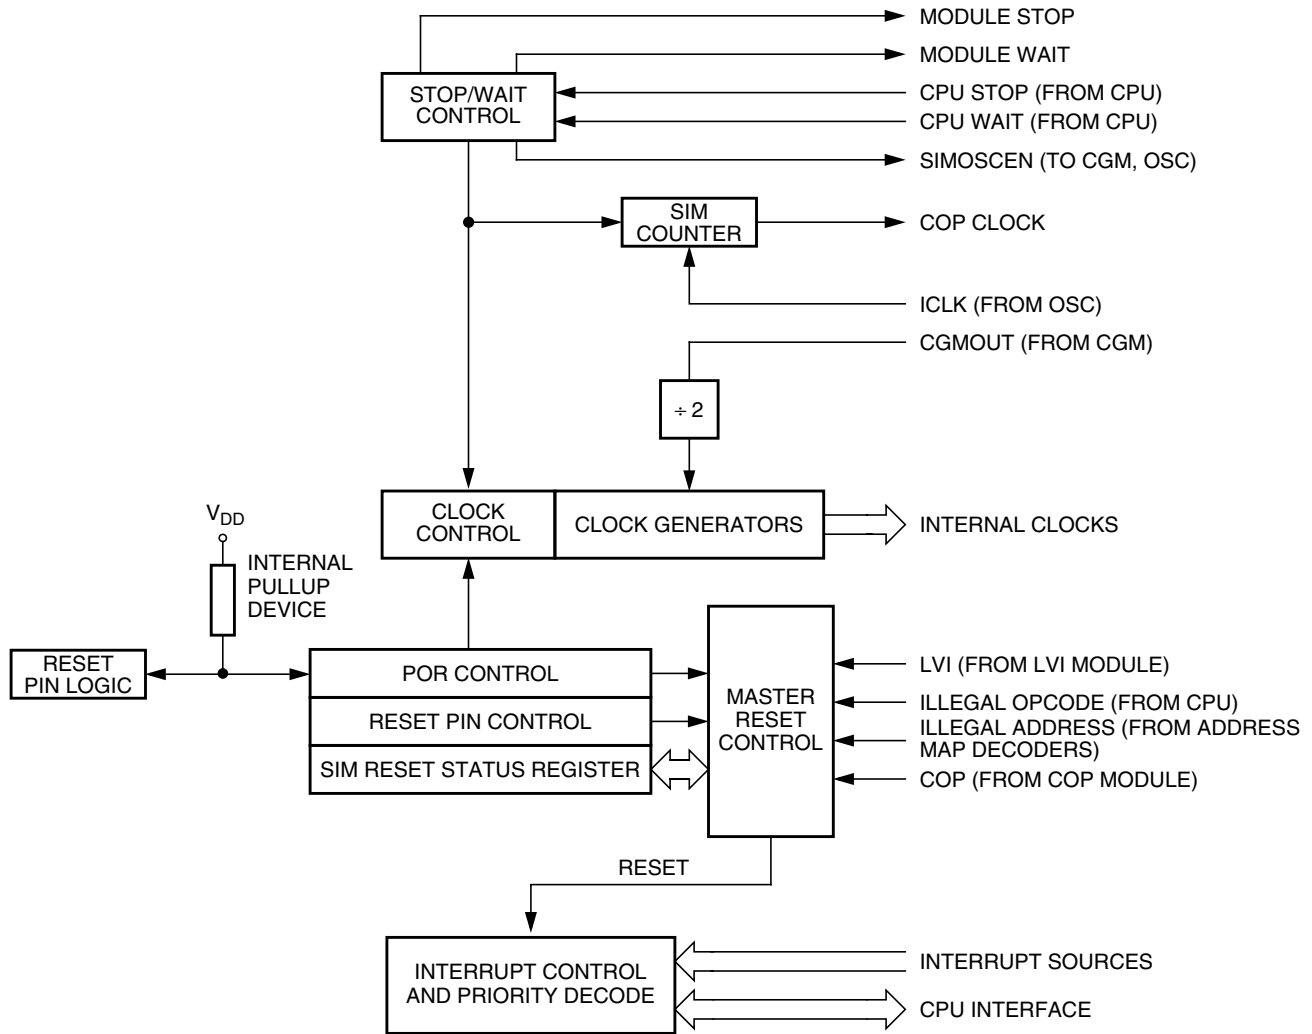 MODULE STOP
MODULE WAIT
STOP/WAIT
CONTROL
CPU STOP (FROM CPU)
CPU WAIT (FROM CPU)
SIMOSCEN (TO CGM, OSC)
SIM
COUNTER
COP CLOCK
ICLK (FROM OSC)
CGMOUT (FROM CGM)
÷ 2
CLOCK
CONTROL
CLOCK GENERATORS
INTERNAL CLOCKS
VDD
INTERNAL
PULLUP
DEVICE
RESET
PIN LOGIC
POR CONTROL
RESET PIN CONTROL
SIM RESET STATUS REGISTER
MASTER
RESET
CONTROL
LVI (FROM LVI MODULE)
ILLEGAL OPCODE (FROM CPU)
ILLEGAL ADDRESS (FROM ADDRESS
MAP DECODERS)
COP (FROM COP MODULE)
RESET
INTERRUPT CONTROL
AND PRIORITY DECODE
INTERRUPT SOURCES
CPU INTERFACE